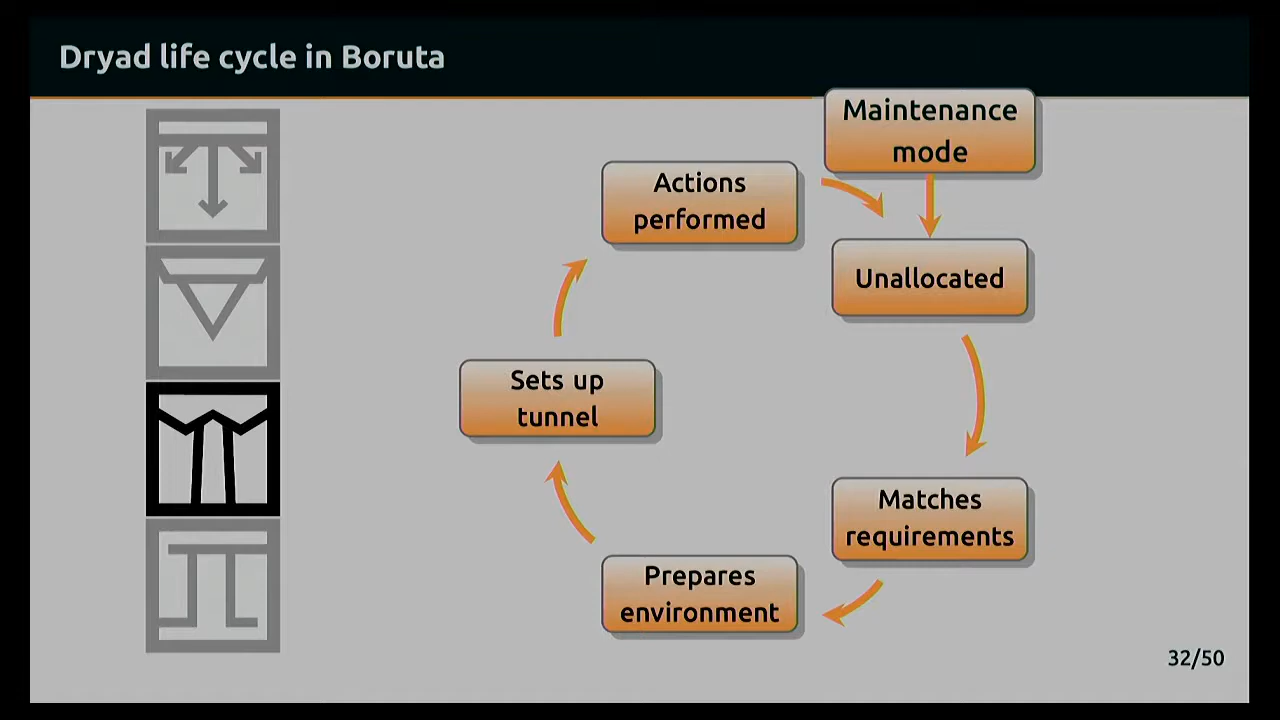 Dryad life cycle in Boruta
Maintenance
mode
Actions
performed
Unallocated
Sets up
tunnel
Matches
requirements
Prepares
environment
32/50